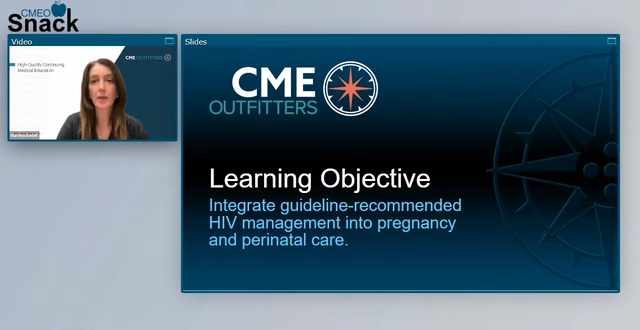 CMEO
Snack
Video
Slides
High-Quality Continuing
Medical Education
CME OUTFITTERS
CME
OUTFITTERS
Learning Objective
Integrate guideline-recommended
HIV management into pregnancy
and perinatal care.